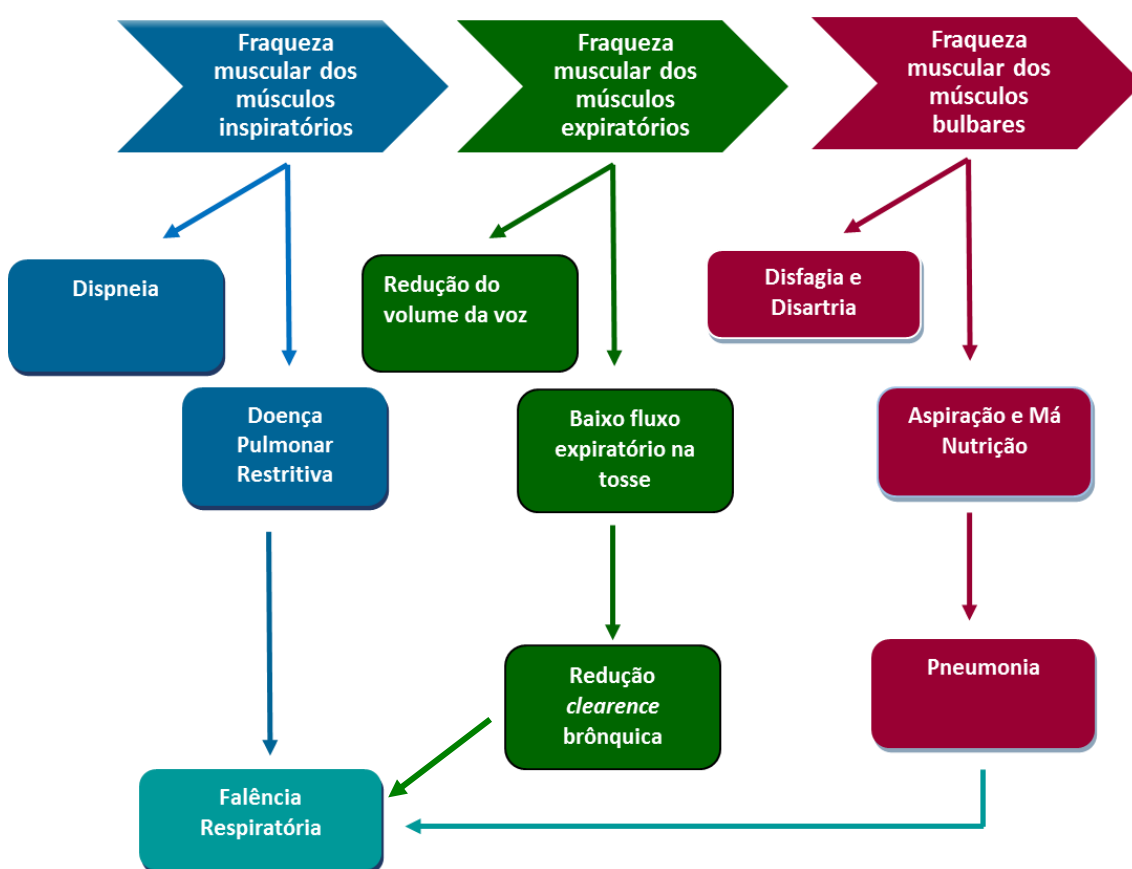 Fraqueza
muscular dos
músculos
inspiratórios
Fraqueza
muscular dos
músculos
expiratórios
Fraqueza
muscular dos
músculos
bulbares
Dispneia
Redução do
volume da voz
Disfagia e
Disartria
Doença
Pulmonar
Restritiva
Baixo fluxo
expiratório na
tosse
Aspiração e Má
Nutrição
Redução
clearence
brônquica
Pneumonia
Falência
Respiratória